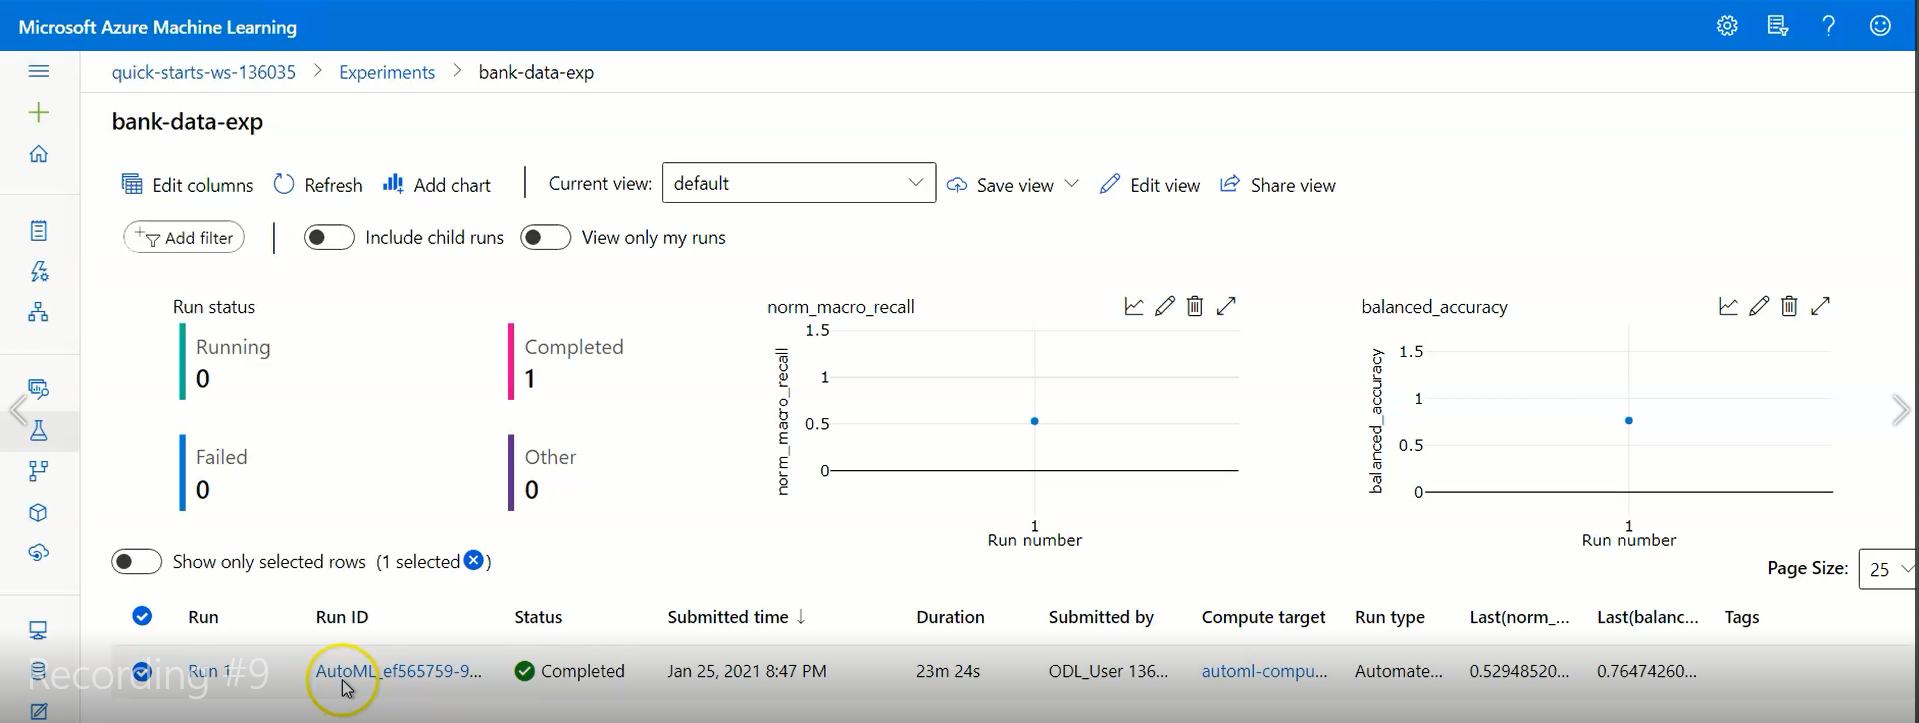 Microsoft Azure Machine Learning
quick-starts-ws-136035 > Experiments > bank-data-exp
bank-data-exp
Edit columns Refresh Add chart Current view: default Save view Edit view Share view
Add filter Include child runs View only my runs
Run status
Running
0
Completed
1
Failed
0
Other
0
norm_macro_recall
norm_macro_recall
1.5
1
0.5
0
1
Run number
balanced_accuracy
balanced_accuracy
1.5
1
0.5
0
1
Run number
Show only selected rows (1 selected )
Page Size: 25
Run Run ID Status Submitted time ↓ Duration Submitted by Compute target Run type Last(norm_... Last(balanc... Tags
Run 1 AutoML_ef565759-9... Completed Jan 25, 2021 8:47 PM 23m 24s ODL_User 136... automl-compu... Automate... 0.52948520... 0.76474260...
Recording #9